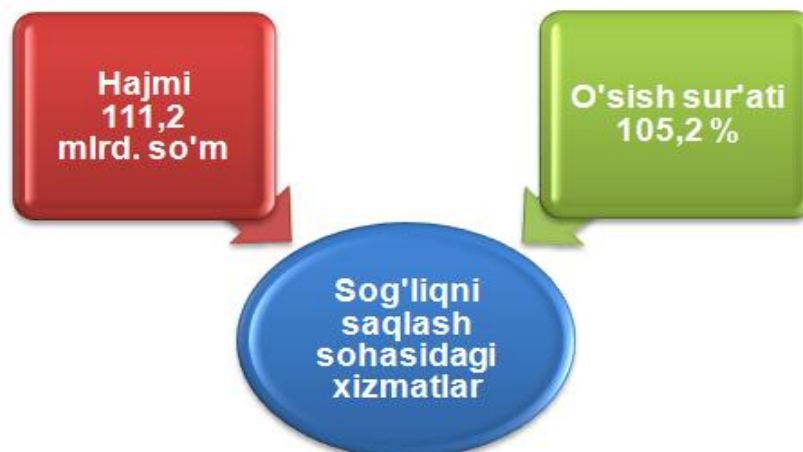 Hajmi
111,2
mlrd. so'm
O'sish sur'ati
105,2 %
Sog'liqni
saqlash
sohasidagi
xizmatlar